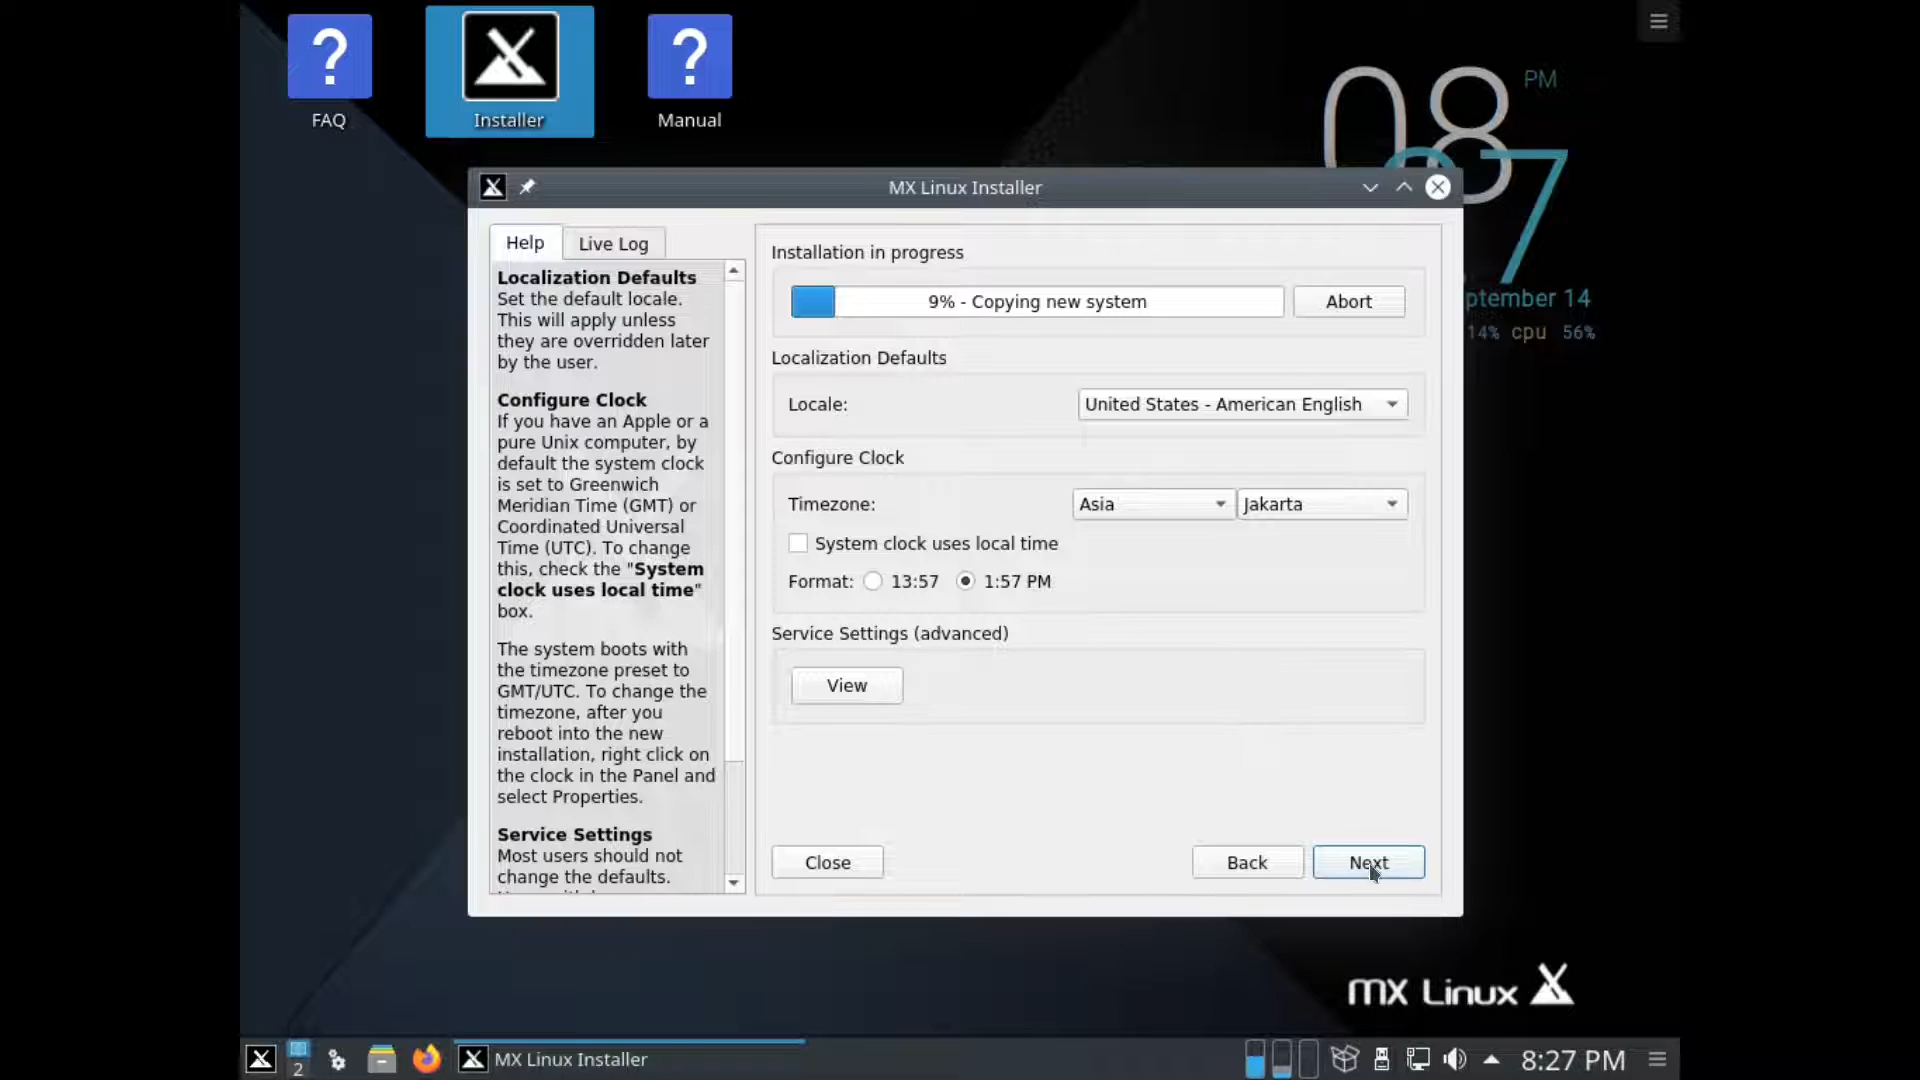 FAQ
Installer
Manual
08
PM
27
ptember 14
14% cpu 56%
MX Linux Installer
Help
Live Log
Localization Defaults
Set the default locale.
This will apply unless
they are overridden later
by the user.
Configure Clock
If you have an Apple or a
pure Unix computer, by
default the system clock
is set to Greenwich
Meridian Time (GMT) or
Coordinated Universal
Time (UTC). To change
this, check the "System
clock uses local time"
box.
The system boots with
the timezone preset to
GMT/UTC. To change the
timezone, after you
reboot into the new
installation, right click on
the clock in the Panel and
select Properties.
Service Settings
Most users should not
change the defaults.
Installation in progress
9% - Copying new system
Abort
Localization Defaults
Locale:
United States - American English
Configure Clock
Timezone:
Asia
Jakarta
System clock uses local time
Format:
13:57
1:57 PM
Service Settings (advanced)
View
Close
Back
Next
MX Linux
2
MX Linux Installer
8:27 PM